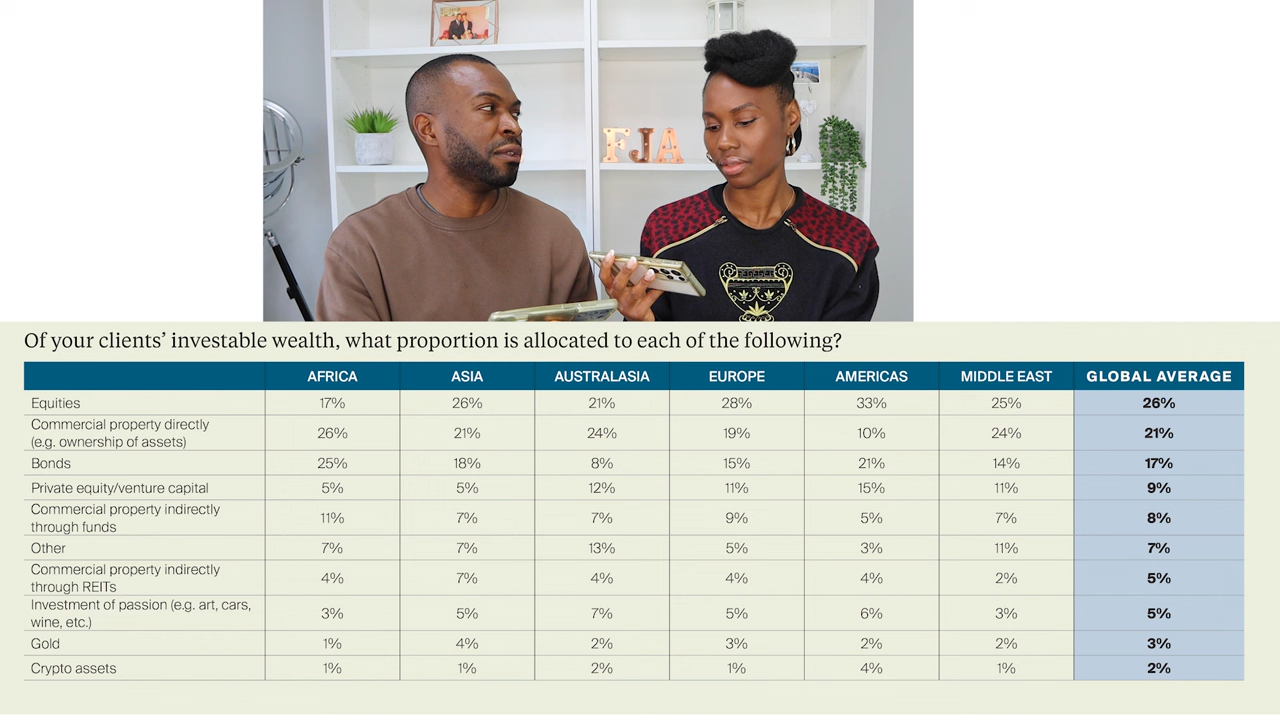 FJA
Of your clients' investable wealth, what proportion is allocated to each of the following?
AFRICA ASIA AUSTRALASIA EUROPE AMERICAS MIDDLE EAST GLOBAL AVERAGE
Equities 17% 26% 21% 28% 33% 25% 26%
Commercial property directly
(e.g. ownership of assets) 26% 21% 24% 19% 10% 24% 21%
Bonds 25% 18% 8% 15% 21% 14% 17%
Private equity/venture capital 5% 5% 12% 11% 15% 11% 9%
Commercial property indirectly
through funds 11% 7% 7% 9% 5% 7% 8%
Other 7% 7% 13% 5% 3% 11% 7%
Commercial property indirectly
through REITs 4% 7% 4% 4% 4% 2% 5%
Investment of passion (e.g. art, cars,
wine, etc.) 3% 5% 7% 5% 6% 3% 5%
Gold 1% 4% 2% 3% 2% 2% 3%
Crypto assets 1% 1% 2% 1% 4% 1% 2%